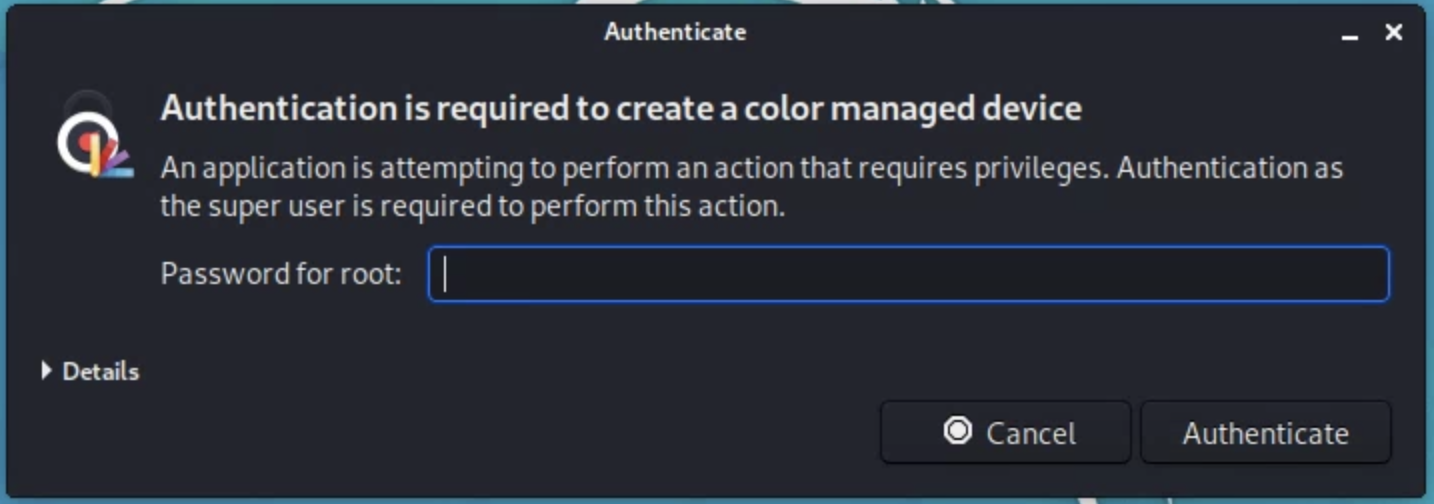 Authenticate
Authentication is required to create a color managed device
An application is attempting to perform an action that requires privileges. Authentication as
the super user is required to perform this action.
Password for root:
Details
Cancel
Authenticate